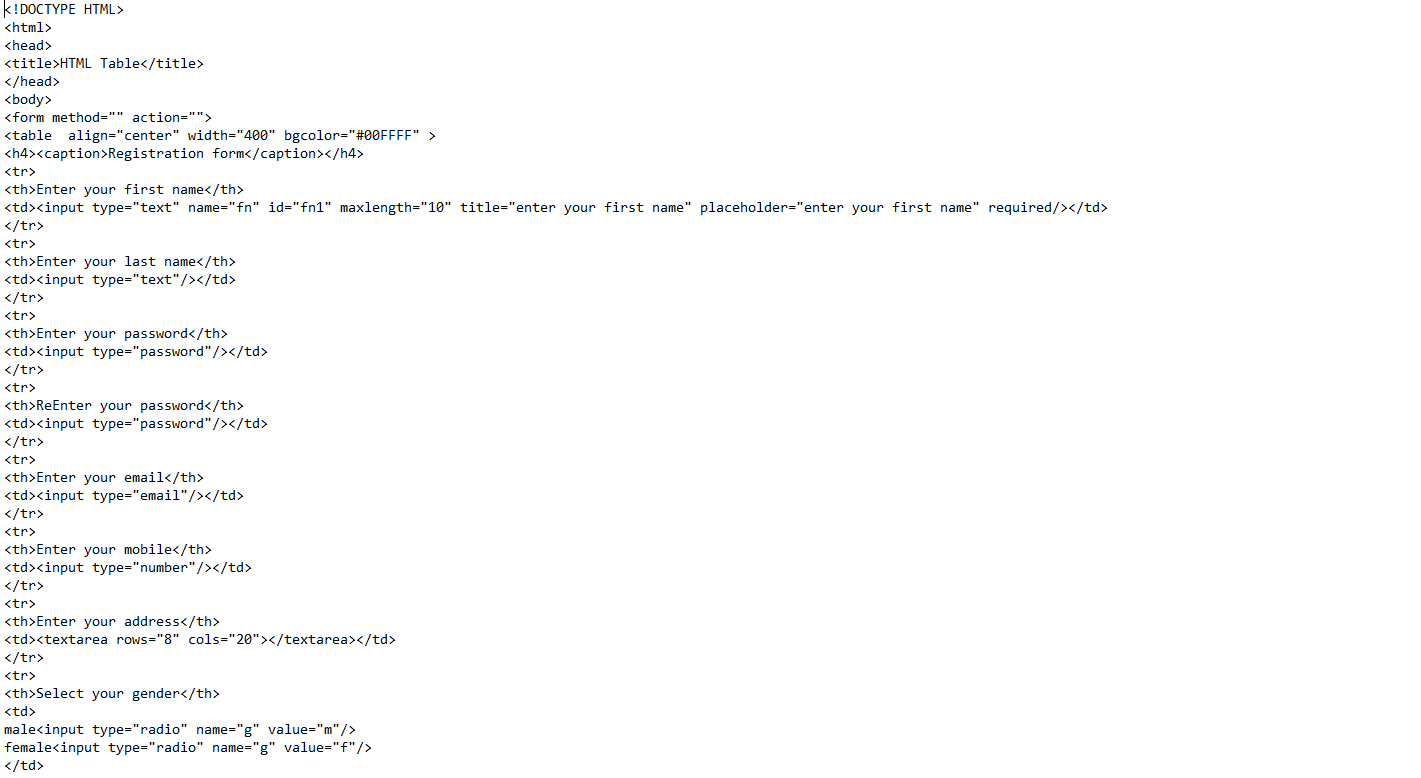 <!DOCTYPE HTML>
<html>
<head>
<title>HTML Table</title>
</head>
<body>
<form method="" action="">
<table  align="center" width="400" bgcolor="#00FFFF" >
<h4><caption>Registration form</caption></h4>
<tr>
<th>Enter your first name</th>
<td><input type="text" name="fn" id="fn1" maxlength="10" title="enter your first name" placeholder="enter your first name" required/></td>
</tr>
<tr>
<th>Enter your last name</th>
<td><input type="text"/></td>
</tr>
<tr>
<th>Enter your password</th>
<td><input type="password"/></td>
</tr>
<tr>
<th>ReEnter your password</th>
<td><input type="password"/></td>
</tr>
<tr>
<th>Enter your email</th>
<td><input type="email"/></td>
</tr>
<tr>
<th>Enter your mobile</th>
<td><input type="number"/></td>
</tr>
<tr>
<th>Enter your address</th>
<td><textarea rows="8" cols="20"></textarea></td>
</tr>
<tr>
<th>Select your gender</th>
<td>
male<input type="radio" name="g" value="m"/>
female<input type="radio" name="g" value="f"/>
</td>